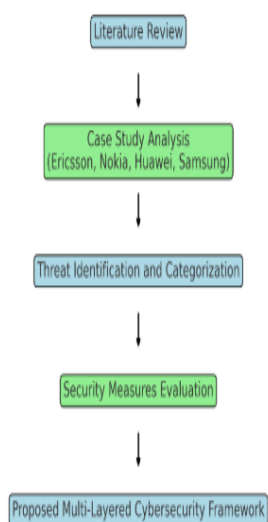 Literature Review
Case Study Analysis
(Ericsson, Nokia, Huawei, Samsung)
Threat Identification and Categorization
Security Measures Evaluation
Proposed Multi-Layered Cybersecurity Framework